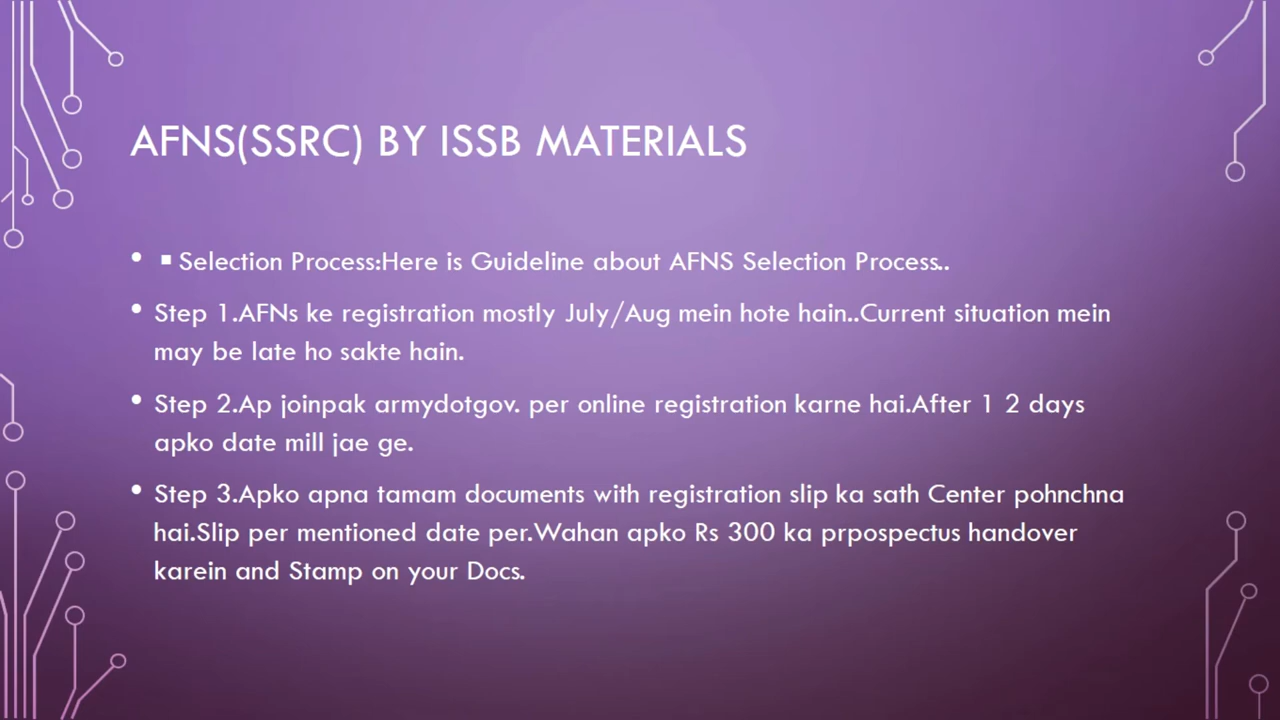 AFNS(SSRC) BY ISSB MATERIALS
• ▪ Selection Process:Here is Guideline about AFNS Selection Process..
• Step 1.AFNs ke registration mostly July/Aug mein hote hain..Current situation mein
may be late ho sakte hain.
• Step 2.Ap joinpak armydotgov. per online registration karne hai.After 1 2 days
apko date mill jae ge.
• Step 3.Apko apna tamam documents with registration slip ka sath Center pohnchna
hai.Slip per mentioned date per.Wahan apko Rs 300 ka prpospectus handover
karein and Stamp on your Docs.